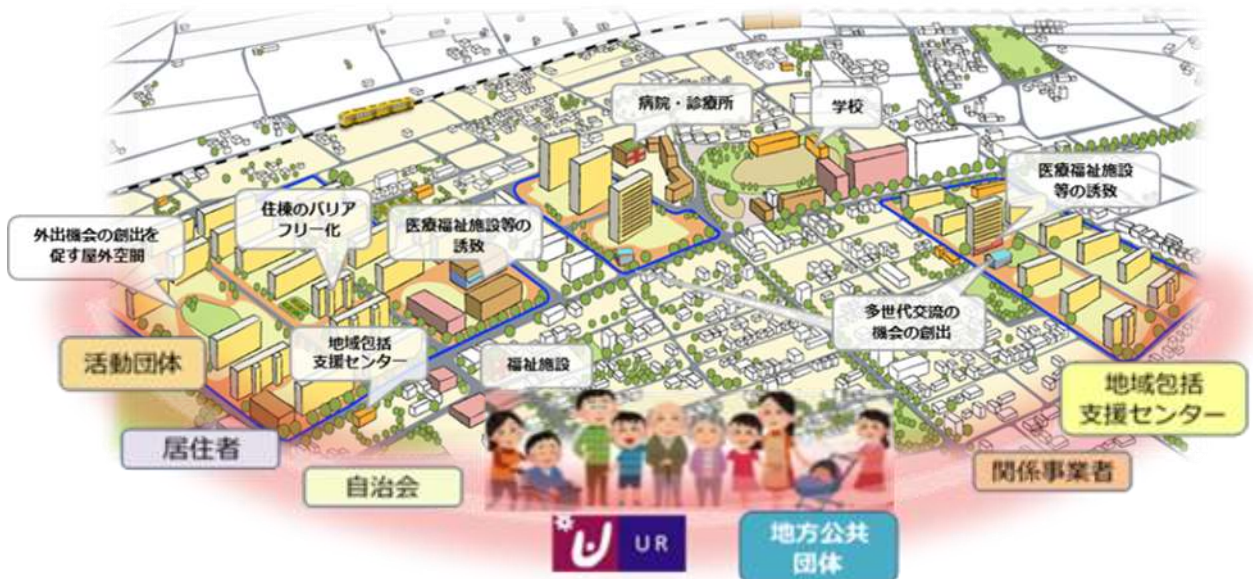 病院・診療所
学校
医療福祉施設
等の誘致
住棟のバリア
フリー化
医療福祉施設等の
誘致
外出機会の創出を
促す屋外空間
多世代交流の
機会の創出
地域包括
支援センター
福祉施設
活動団体
地域包括
支援センター
居住者
関係事業者
自治会
UR
地方公共
団体